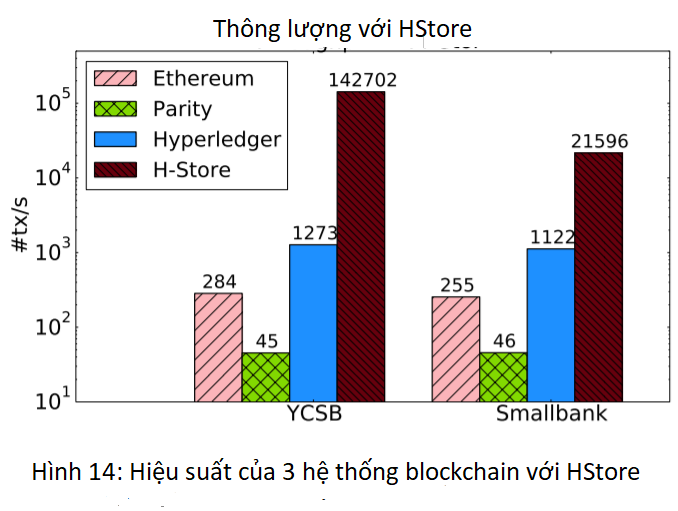 Thông lượng với HStore
Ethereum
Parity
Hyperledger
H-Store
#tx/s
10^5
10^4
10^3
10^2
10^1
284
45
1273
142702
255
46
1122
21596
YCSB
Smallbank
Hình 14: Hiệu suất của 3 hệ thống blockchain với HStore